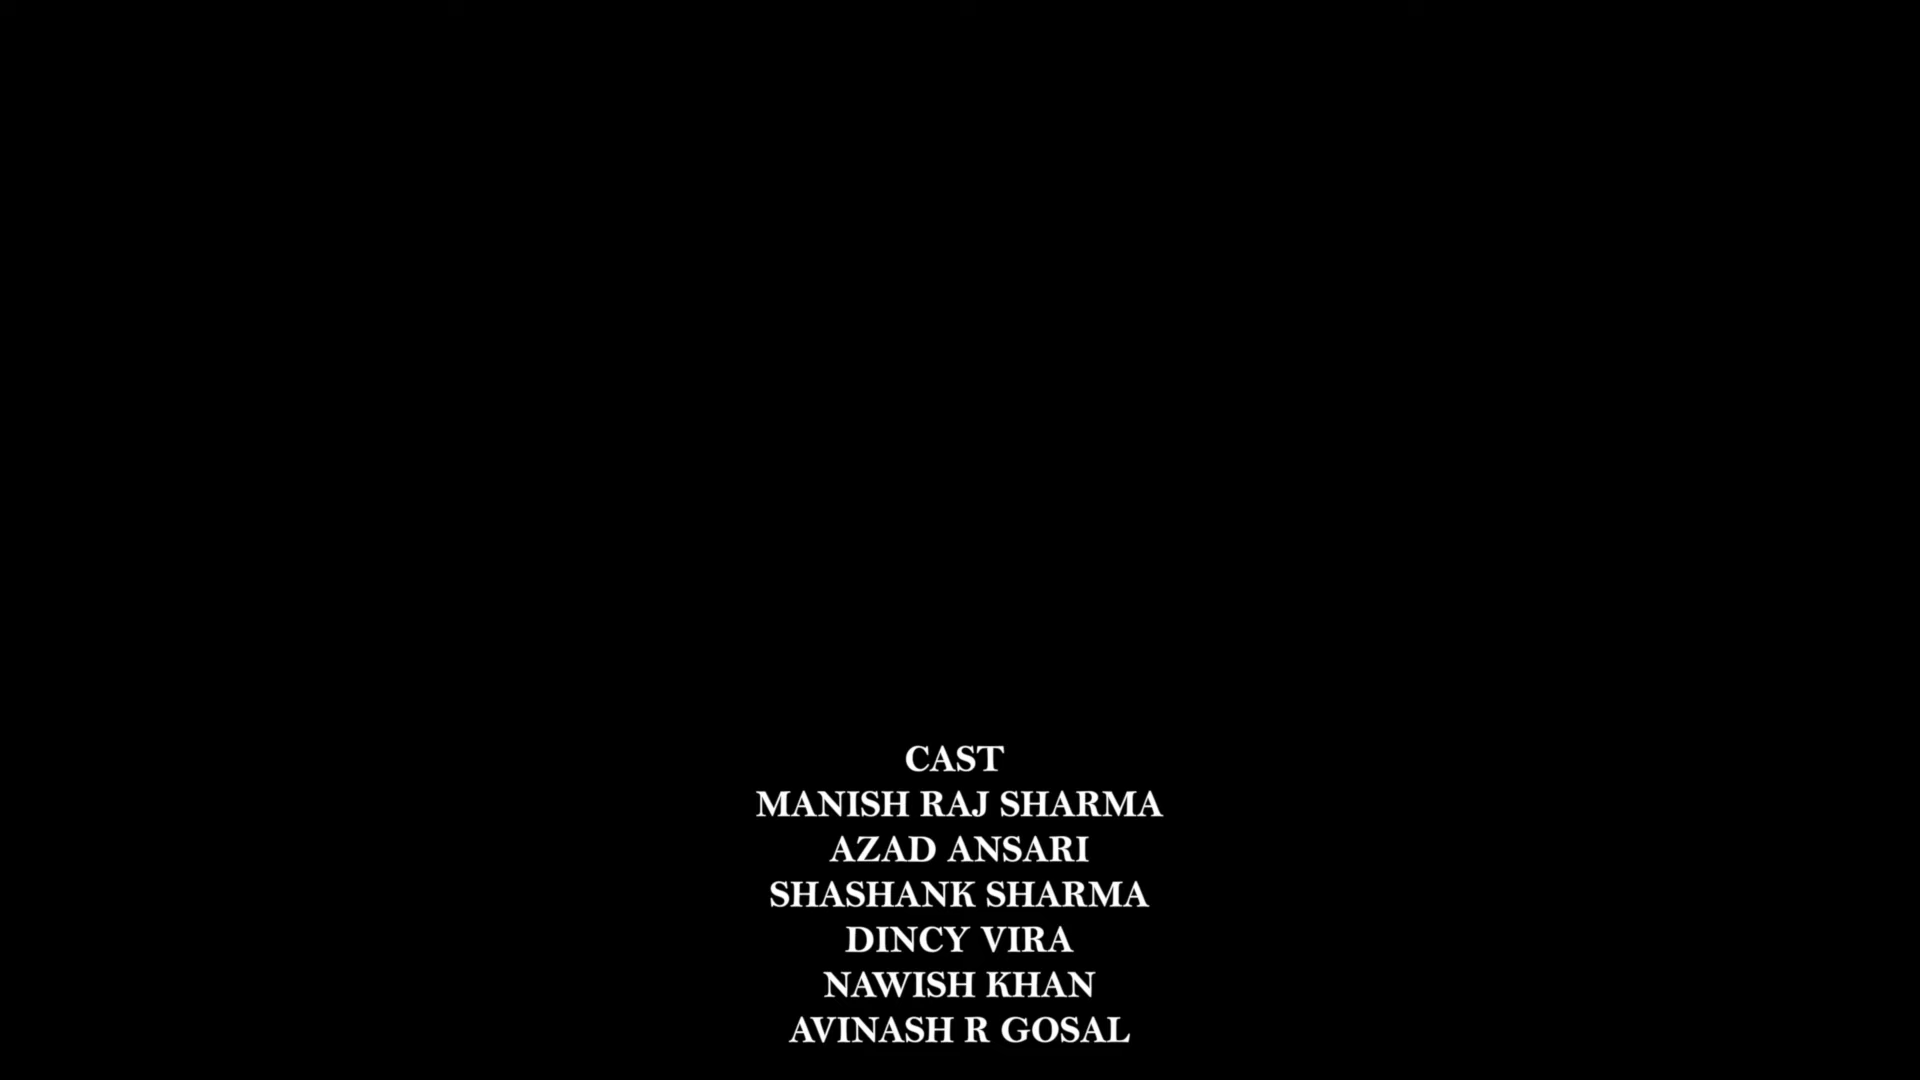 CAST
MANISH RAJ SHARMA
AZAD ANSARI
SHASHANK SHARMA
DINCY VIRA
NAWISH KHAN
AVINASH R GOSAL